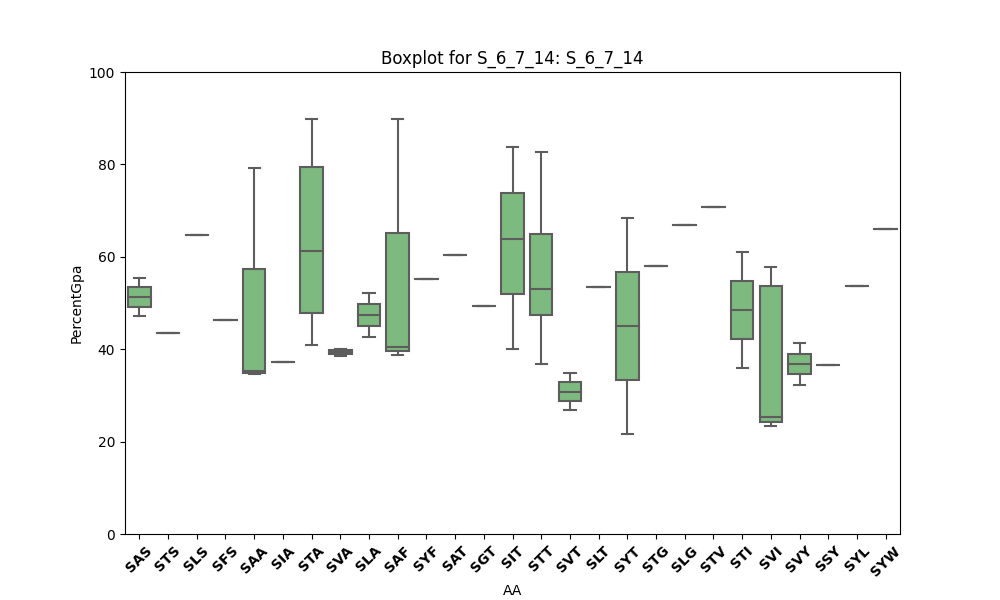 Boxplot for S_6_7_14: S_6_7_14
PercentGpa
100
80
60
40
20
0
SAS STS SLS SFS SAA SIA STA SVA SLA SAF SYF SAT SGT SIT STT SVT SLT SYT STG SLG STV STI SVI SVY SSY SYL SYW
AA